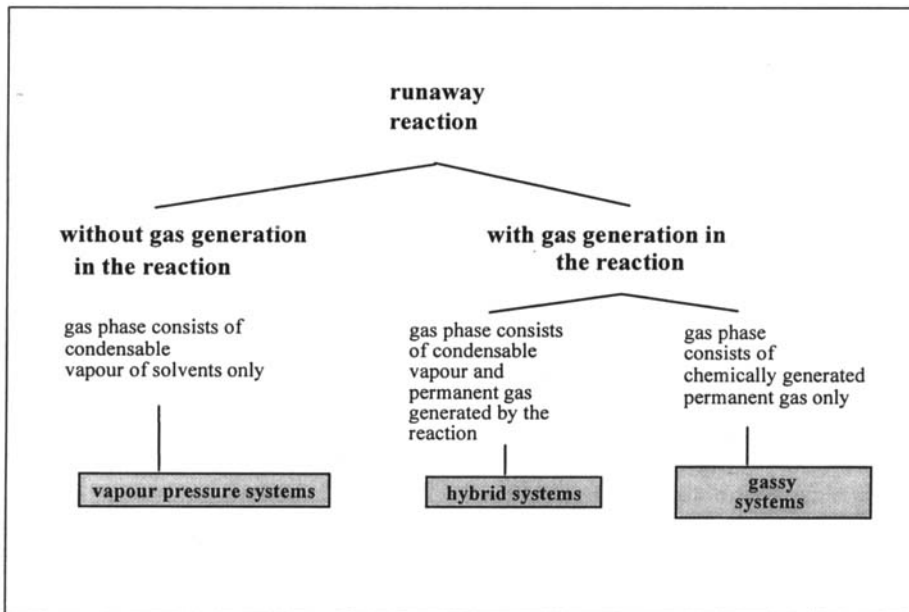 runaway
reaction
without gas generation
in the reaction
with gas generation in
the reaction
gas phase consists of
condensable
vapour of solvents only
gas phase consists
of condensable
vapour and
permanent gas
generated by the
reaction
gas phase
consists of
chemically generated
permanent gas only
vapour pressure systems
hybrid systems
gassy
systems